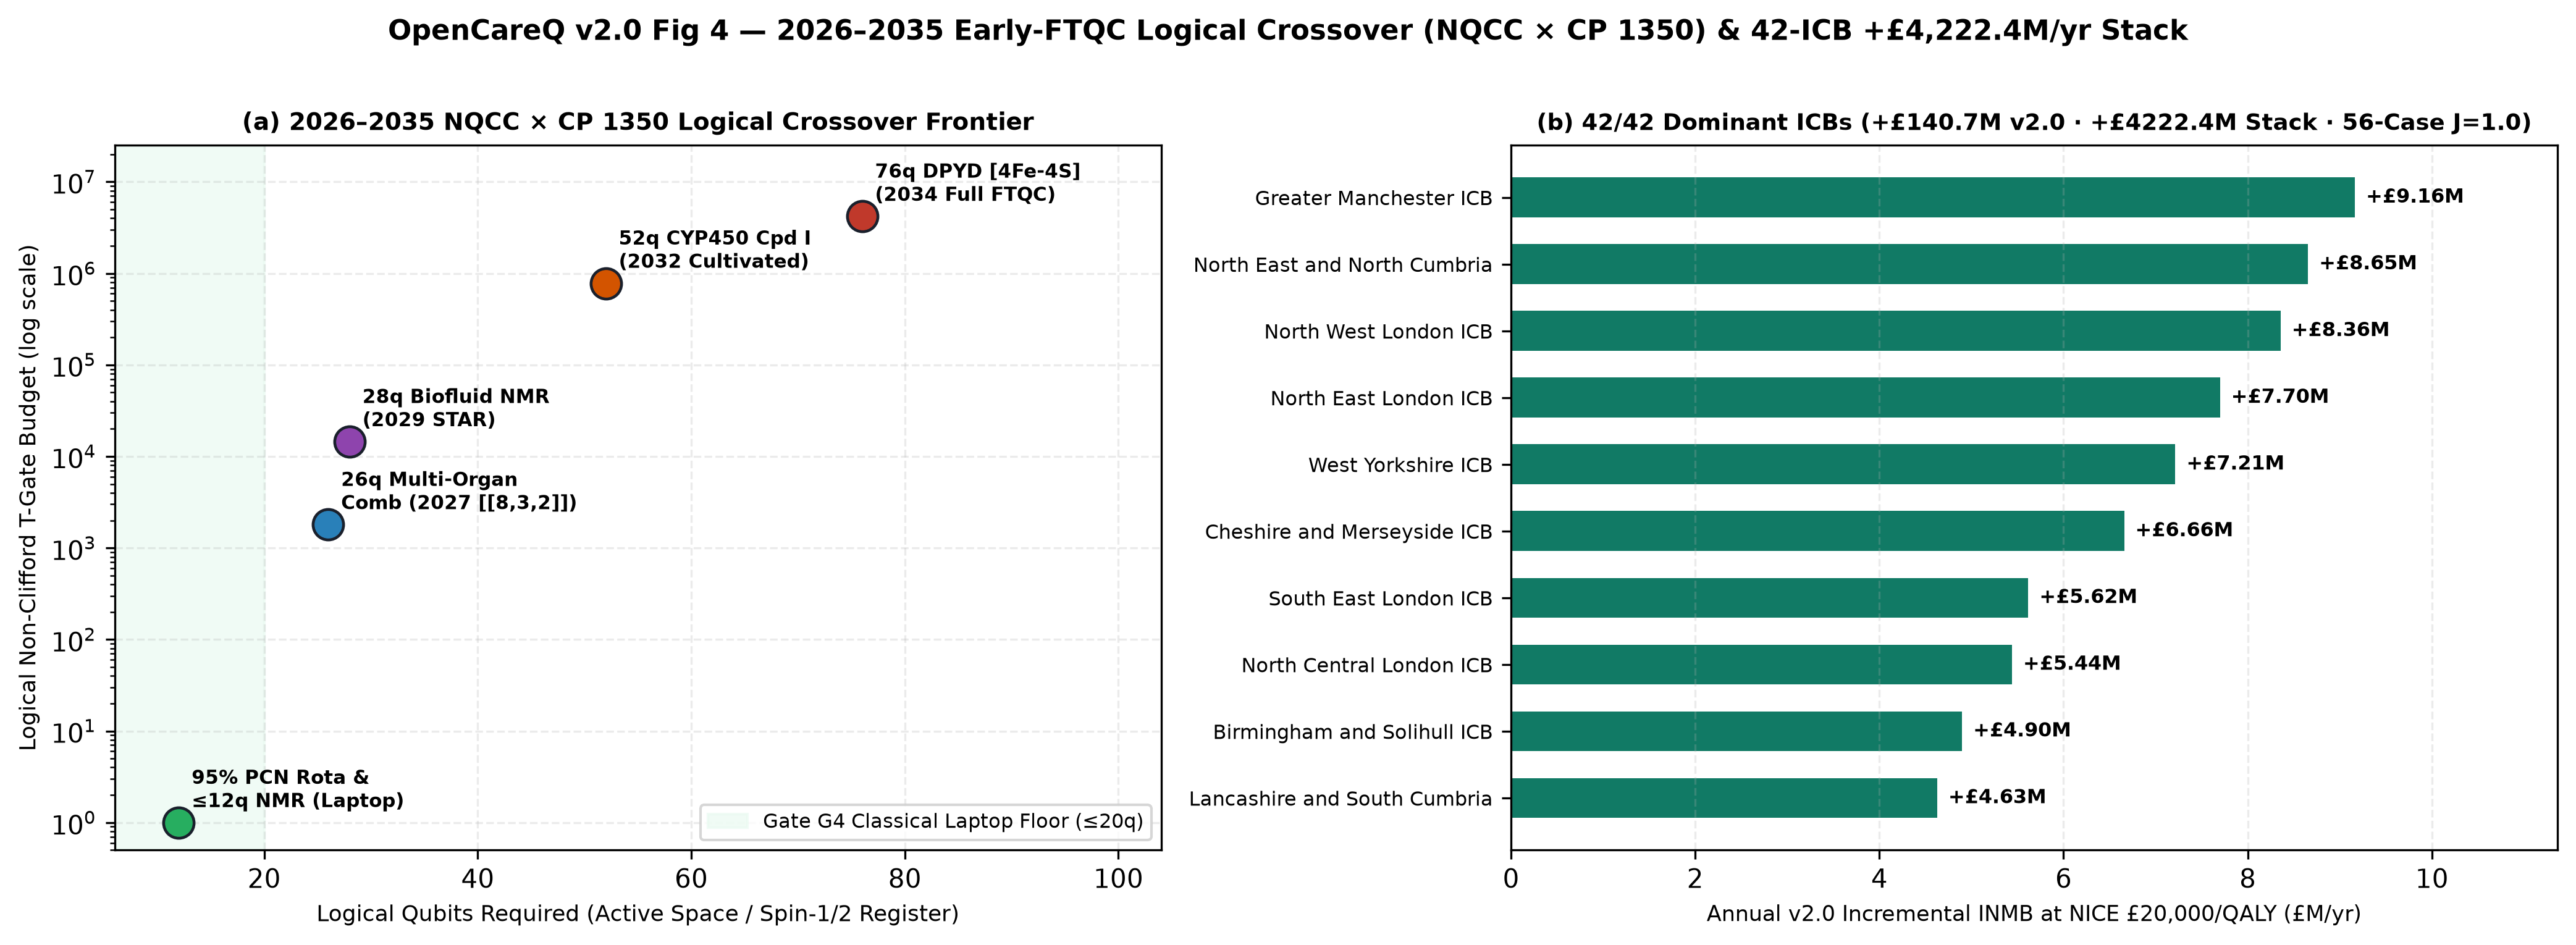 OpenCareQ v2.0 Fig 4 — 2026–2035 Early-FTQC Logical Crossover (NQCC × CP 1350) & 42-ICB +£4,222.4M/yr Stack
(a) 2026–2035 NQCC × CP 1350 Logical Crossover Frontier
Logical Non-Clifford T-Gate Budget (log scale)
10⁷
10⁶
10⁵
10⁴
10³
10²
10¹
10⁰
76q DPYD [4Fe-4S]
(2034 Full FTQC)
52q CYP450 Cpd I
(2032 Cultivated)
28q Biofluid NMR
(2029 STAR)
26q Multi-Organ
Comb (2027 [[8,3,2]])
95% PCN Rota &
≤12q NMR (Laptop)
Gate G4 Classical Laptop Floor (≤20q)
20 40 60 80 100
Logical Qubits Required (Active Space / Spin-1/2 Register)
(b) 42/42 Dominant ICBs (+£140.7M v2.0 · +£4222.4M Stack · 56-Case J=1.0)
Greater Manchester ICB +£9.16M
North East and North Cumbria +£8.65M
North West London ICB +£8.36M
North East London ICB +£7.70M
West Yorkshire ICB +£7.21M
Cheshire and Merseyside ICB +£6.66M
South East London ICB +£5.62M
North Central London ICB +£5.44M
Birmingham and Solihull ICB +£4.90M
Lancashire and South Cumbria +£4.63M
0 2 4 6 8 10
Annual v2.0 Incremental INMB at NICE £20,000/QALY (£M/yr)